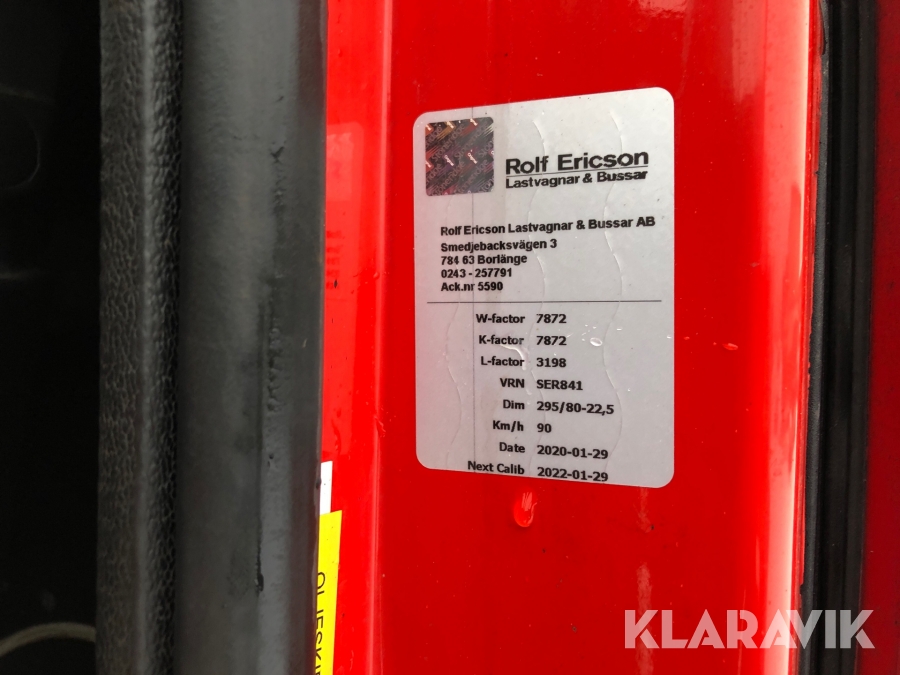 Rolf Ericson
Lastvagnar & Bussar
Rolf Ericson Lastvagnar & Bussar AB
Smedjebacksvägen 3
784 63 Borlänge
0243 - 257791
Ack.nr 5590
W-factor 7872
K-factor 7872
L-factor 3198
VRN SER841
Dim 295/80-22,5
Km/h 90
Date 2020-01-29
Next Calib 2022-01-29
KLARAVIK